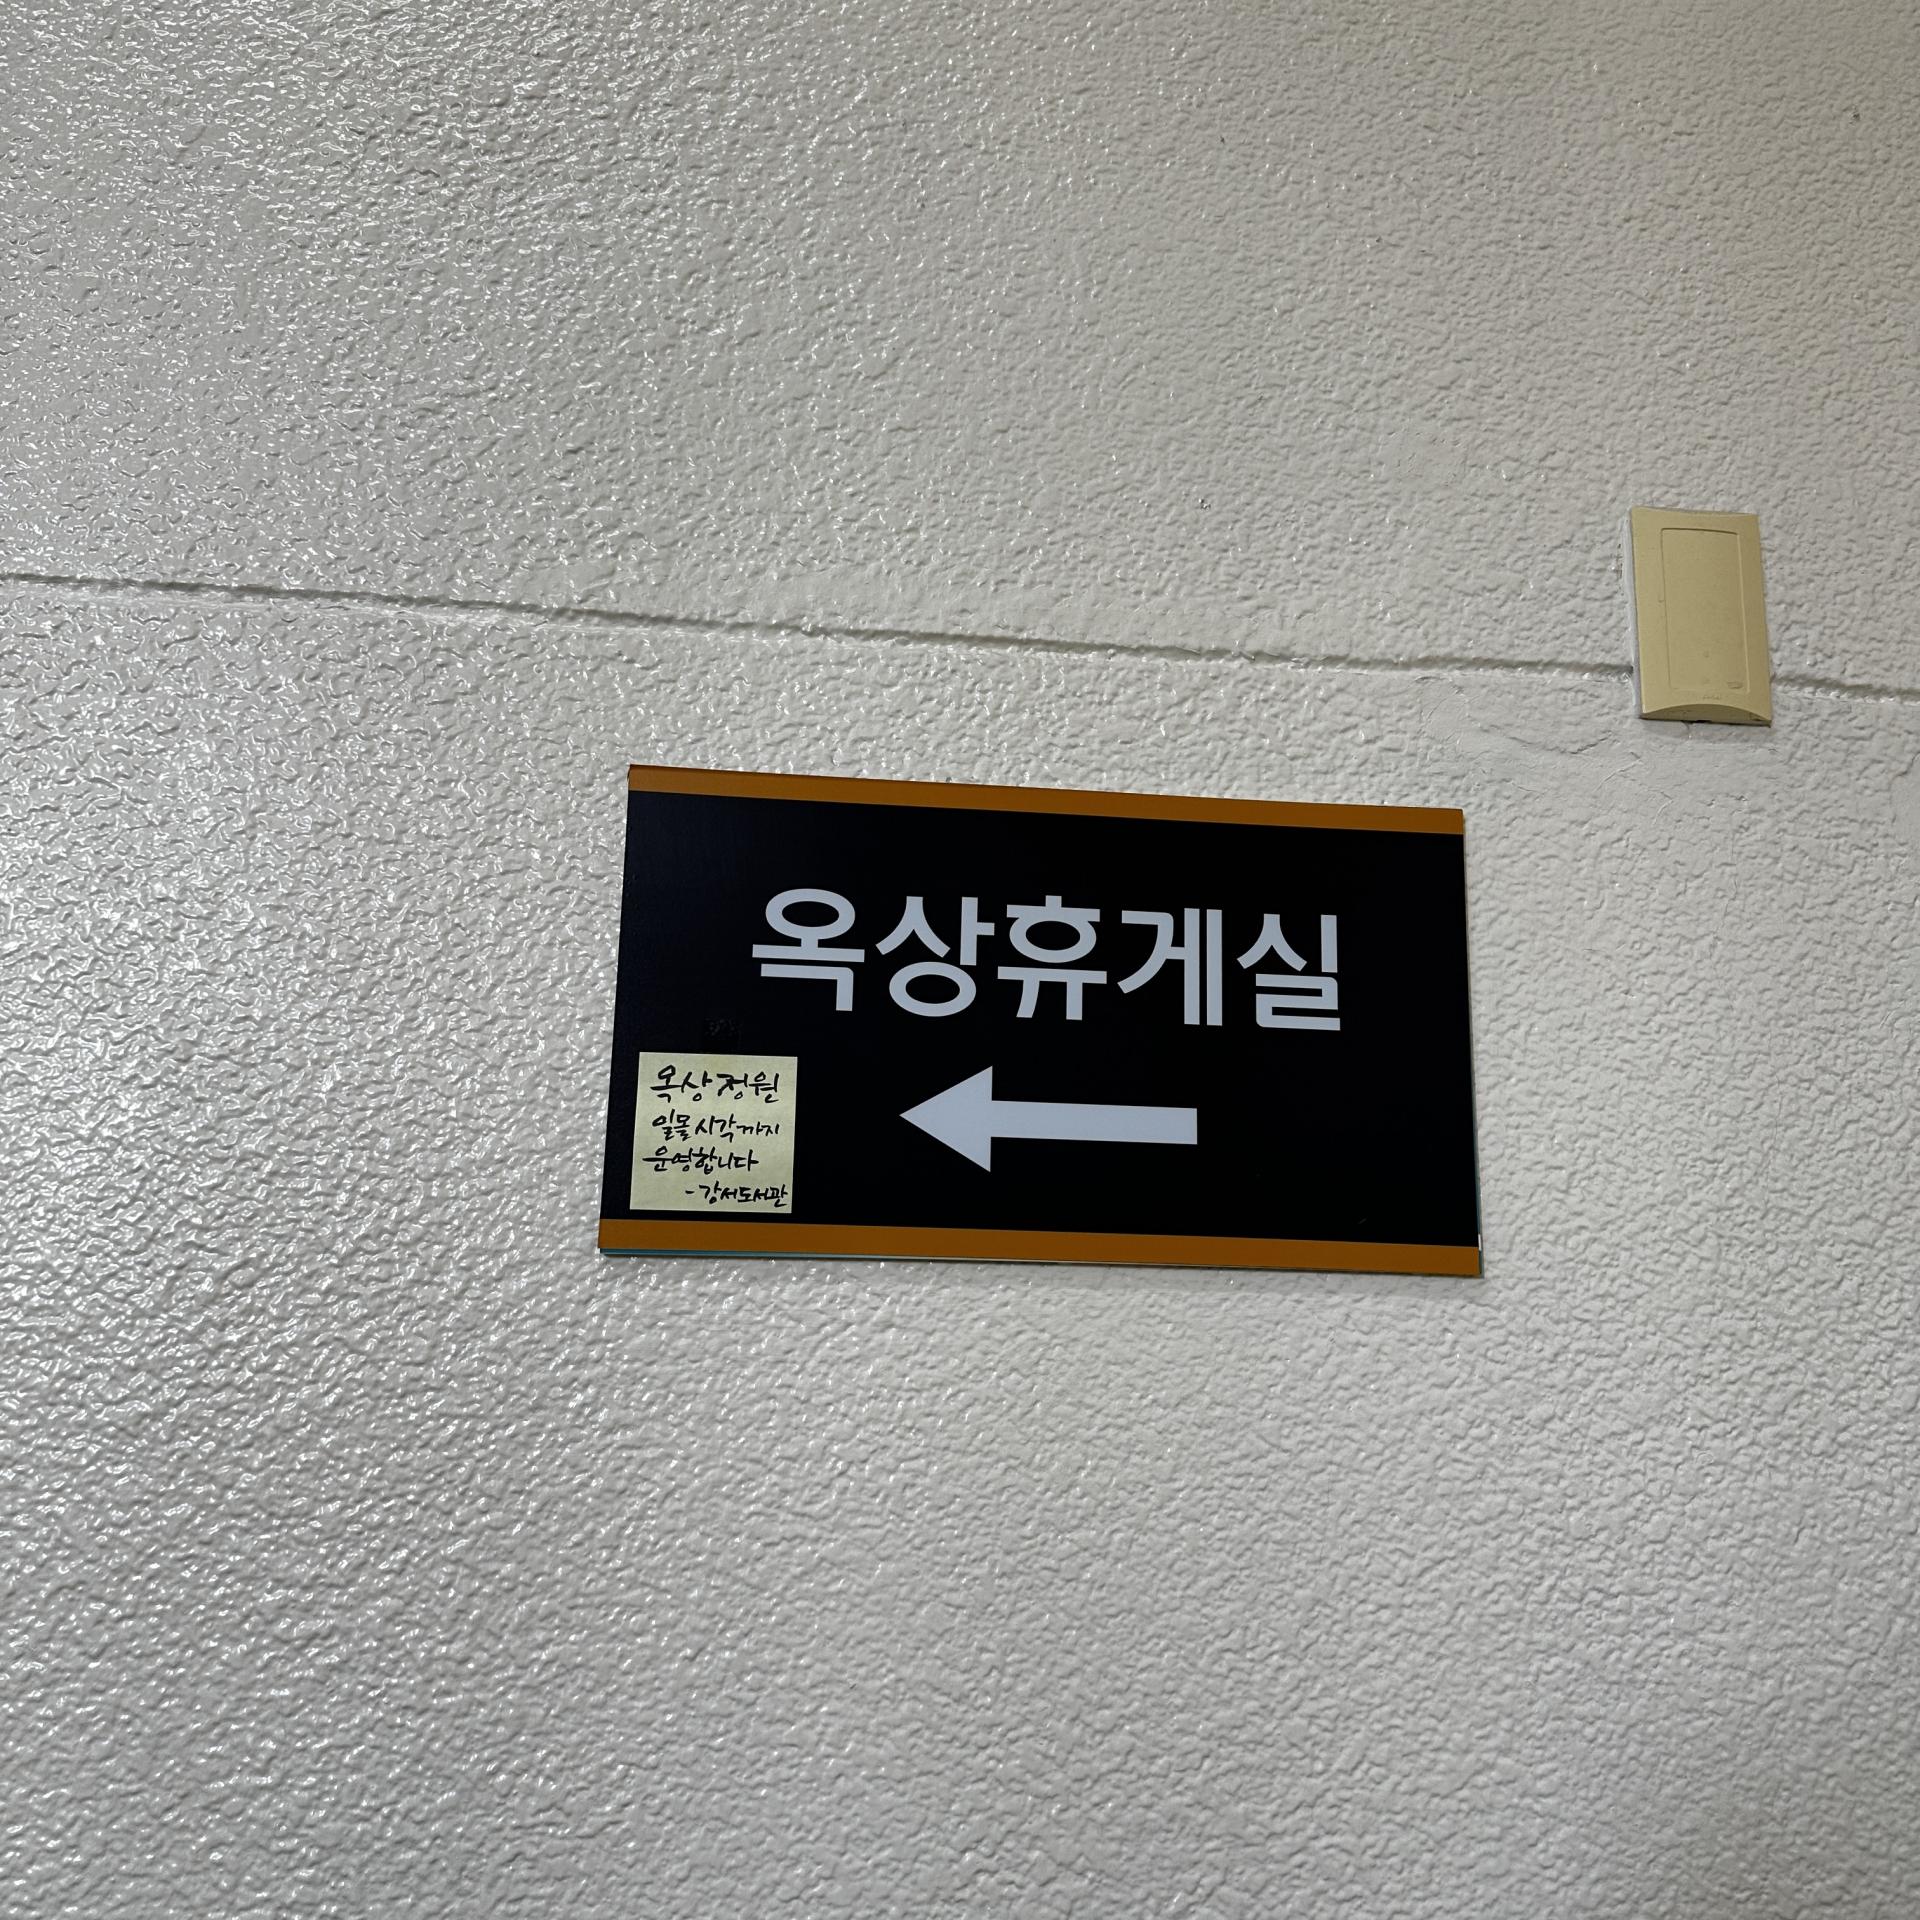 옥상휴게실
옥상정원
일몰시각까지
운영합니다
-강서도서관